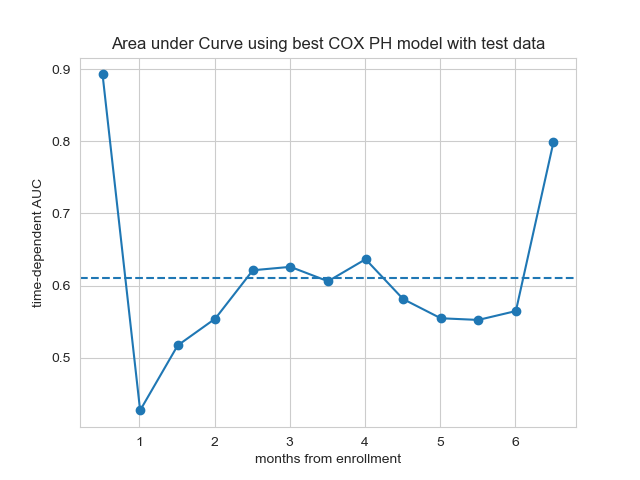 Area under Curve using best COX PH model with test data
time-dependent AUC
0.9
0.8
0.7
0.6
0.5
1 2 3 4 5 6
months from enrollment